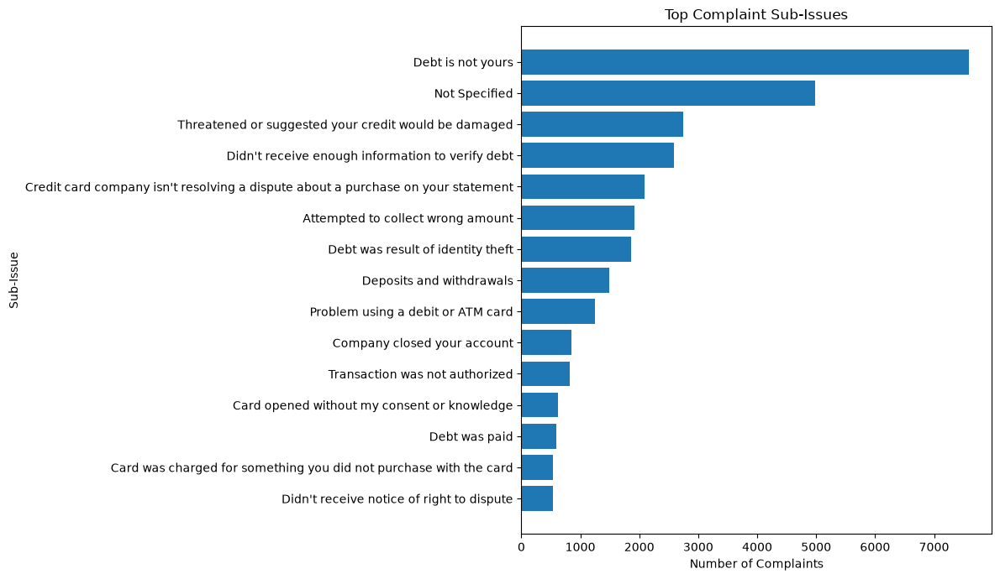 Top Complaint Sub-Issues
Debt is not yours
Not Specified
Threatened or suggested your credit would be damaged
Didn't receive enough information to verify debt
Credit card company isn't resolving a dispute about a purchase on your statement
Attempted to collect wrong amount
Debt was result of identity theft
Deposits and withdrawals
Problem using a debit or ATM card
Company closed your account
Transaction was not authorized
Card opened without my consent or knowledge
Debt was paid
Card was charged for something you did not purchase with the card
Didn't receive notice of right to dispute
Sub-Issue
0 1000 2000 3000 4000 5000 6000 7000
Number of Complaints